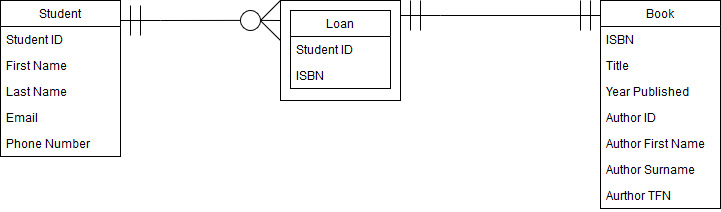 Student
Student ID
First Name
Last Name
Email
Phone Number
Loan
Student ID
ISBN
Book
ISBN
Title
Year Published
Author ID
Author First Name
Author Surname
Aurthor TFN